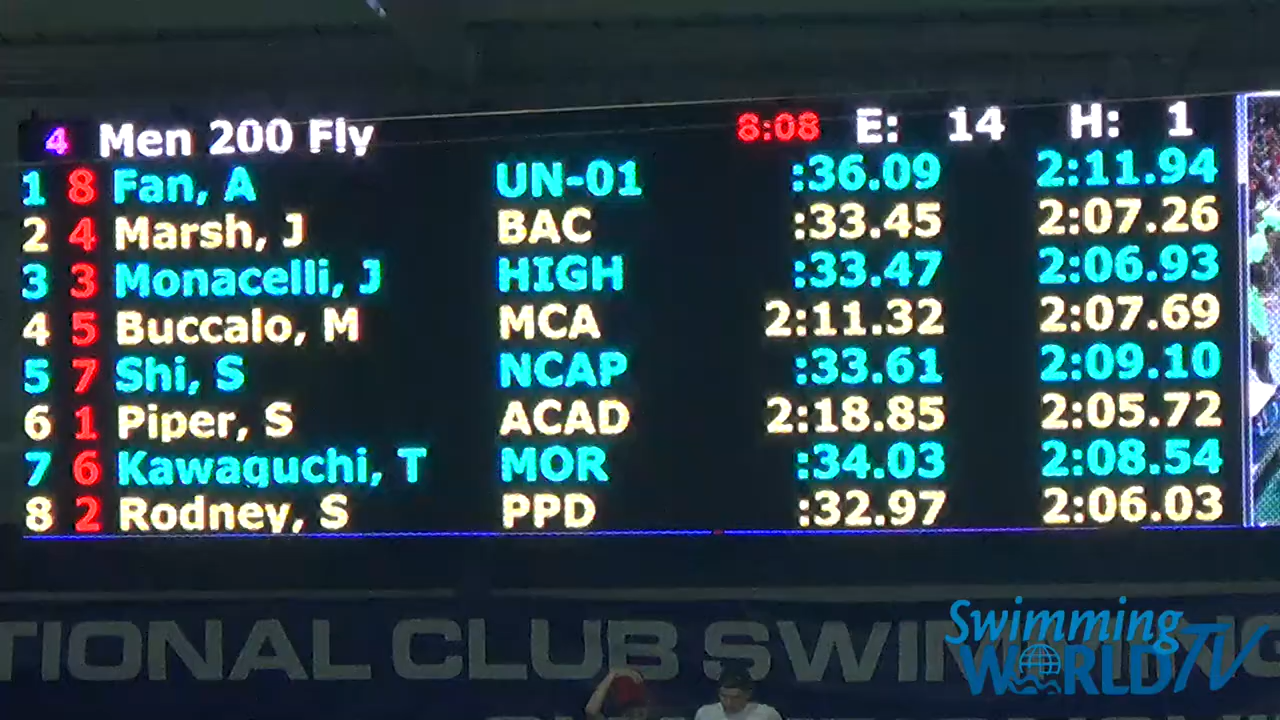 4 Men 200 Fly 8:08 E: 14 H: 1
1 8 Fan, A UN-01 :36.09 2:11.94
2 4 Marsh, J BAC :33.45 2:07.26
3 3 Monacelli, J HIGH :33.47 2:06.93
4 5 Buccalo, M MCA 2:11.32 2:07.69
5 7 Shi, S NCAP :33.61 2:09.10
6 1 Piper, S ACAD 2:18.85 2:05.72
7 6 Kawaguchi, T MOR :34.03 2:08.54
8 2 Rodney, S PPD :32.97 2:06.03
TIONAL CLUB SWIMMING
Swimming
WORLD TV